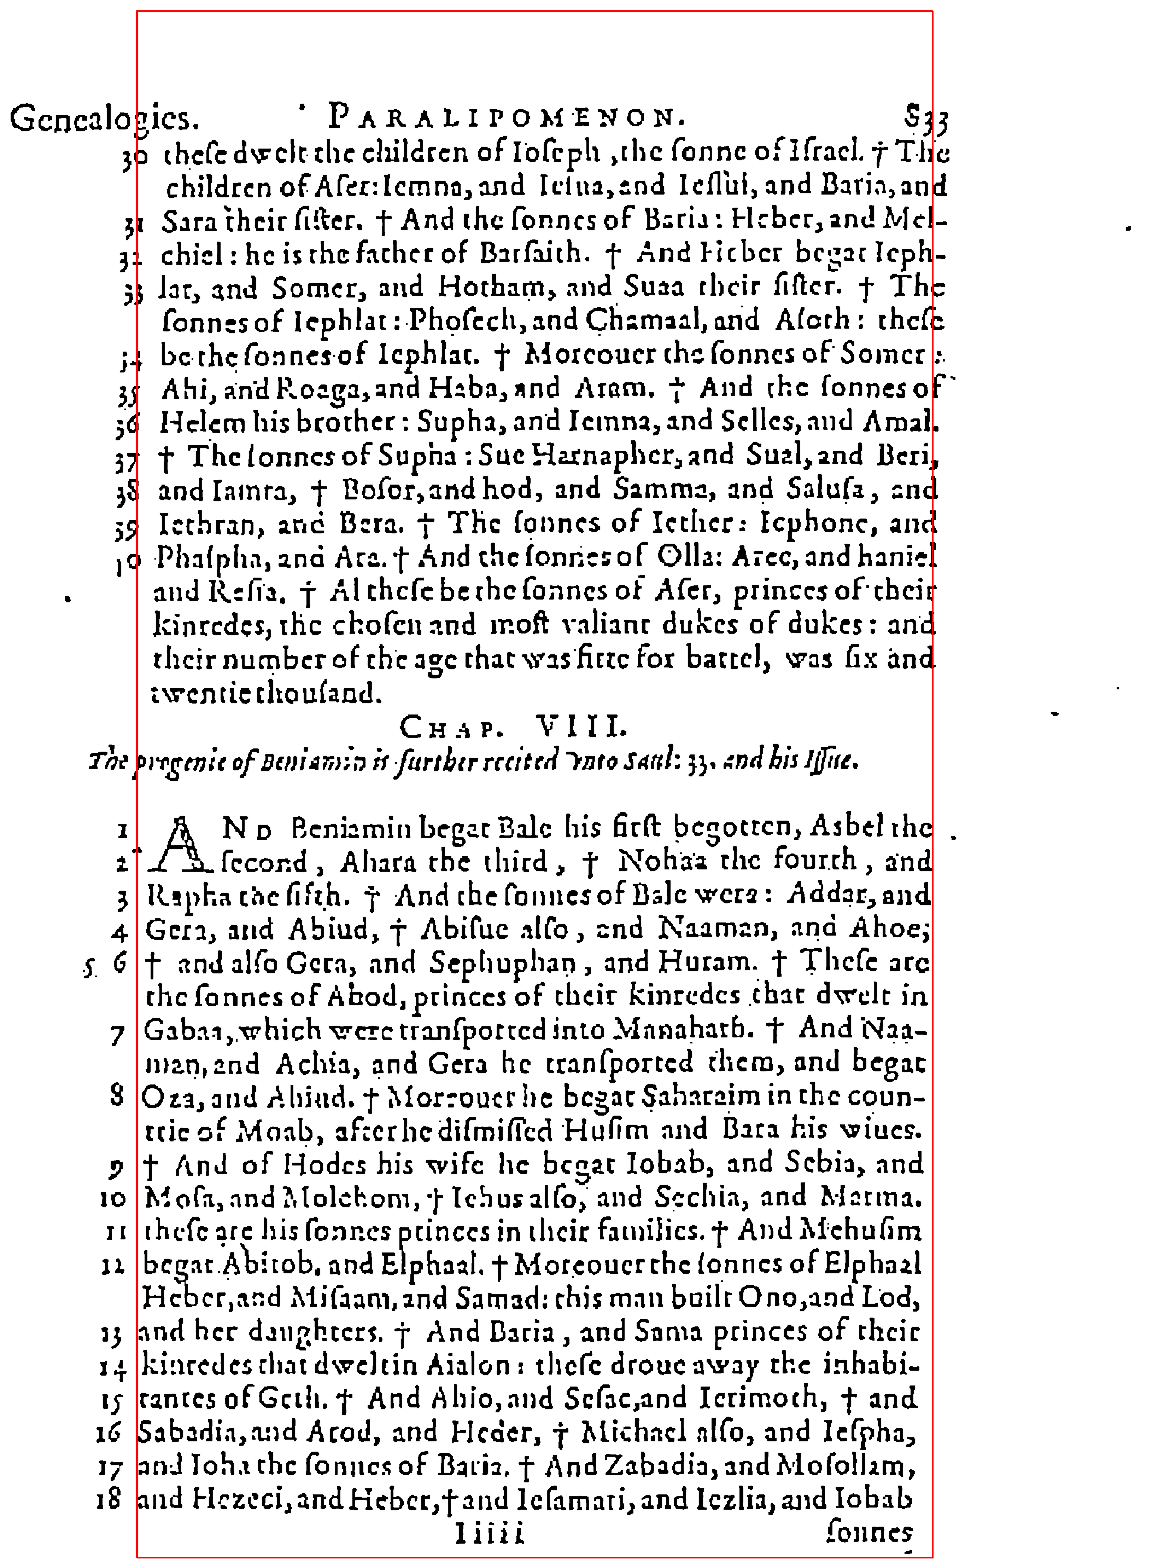 Genealogies. PARALIPOMENON. 833
30 theſe dwelt the children of Ioſeph, the ſonne of Iſrael. † The
children of Aſer: Iemna, and Ieſua, and Ieſſui, and Baria, and
31 Sara their ſiſter. † And the ſonnes of Baria: Heber, and Mel-
32 chiel: he is the father of Barſaith. † And Heber begat Ieph-
33 lat, and Somer, and Hotham, and Suaa their ſiſter. † The
ſonnes of Iephlat: Phoſech, and Chamaal, and Aſoth: theſe
34 be the ſonnes of Iephlat. † Moreouer the ſonnes of Somer:
35 Ahi, and Roaga, and Haba, and Aram. † And the ſonnes of
36 Helem his brother: Supha, and Iemna, and Selles, and Amal.
37 † The ſonnes of Supha: Sue Harnapher, and Sual, and Beri,
38 and Iamra, † Boſor, and hod, and Samma, and Saluſa, and
39 Iethran, and Bera. † The ſonnes of Iether: Iephone, and
10 Phaſpha, and Ara. † And the ſonnes of Olla: Aree, and haniel
and Reſia. † Al theſe be the ſonnes of Aſer, princes of their
kinredes, the choſen and moſt valiant dukes of dukes: and
their number of the age that was fitte for battel, was ſix and
twentie thouſand.
CHAP. VIII.
The progenie of Beniamin is further recited vnto Saul: 33. and his Iſſue.
1 AND Beniamin begat Bale his firſt begotten, Asbel the
2 ſecond, Ahara the third, † Nohaa the fourth, and
3 Rapha the fifth. † And the ſonnes of Bale were: Addar, and
4 Gera, and Abiud, † Abiſue alſo, and Naaman, and Ahoe,
5. 6 † and alſo Gera, and Sephuphan, and Huram. † Theſe are
the ſonnes of Ahod, princes of their kinredes that dwelt in
7 Gabaa, which were tranſported into Manahath. † And Naa-
man, and Achia, and Gera he tranſported them, and begat
8 Oza, and Ahiud. † Moreouer he begat Saharaim in the coun-
trie of Moab, after he diſmiſſed Huſim and Bara his wiues.
9 † And of Hodes his wife he begat Iobab, and Sebia, and
10 Moſa, and Molchom, † Iehus alſo, and Sechia, and Marma.
11 theſe are his ſonnes princes in their families. † And Mehuſim
12 begat Abitob, and Elphaal. † Moreouer the ſonnes of Elphaal
Heber, and Miſaam, and Samad: this man built Ono, and Lod,
13 and her daughters. † And Baria, and Sama princes of their
14 kinredes that dwelt in Aialon: theſe droue away the inhabi-
15 tantes of Geth. † And Ahio, and Seſac, and Ierimoth, † and
16 Sabadia, and Arod, and Heder, † Michael alſo, and Ieſpha,
17 and Ioha the ſonnes of Baria. † And Zabadia, and Moſollam,
18 and Hezeci, and Heber, † and Ieſamari, and Iezlia, and Iobab
Iiiii ſonnes